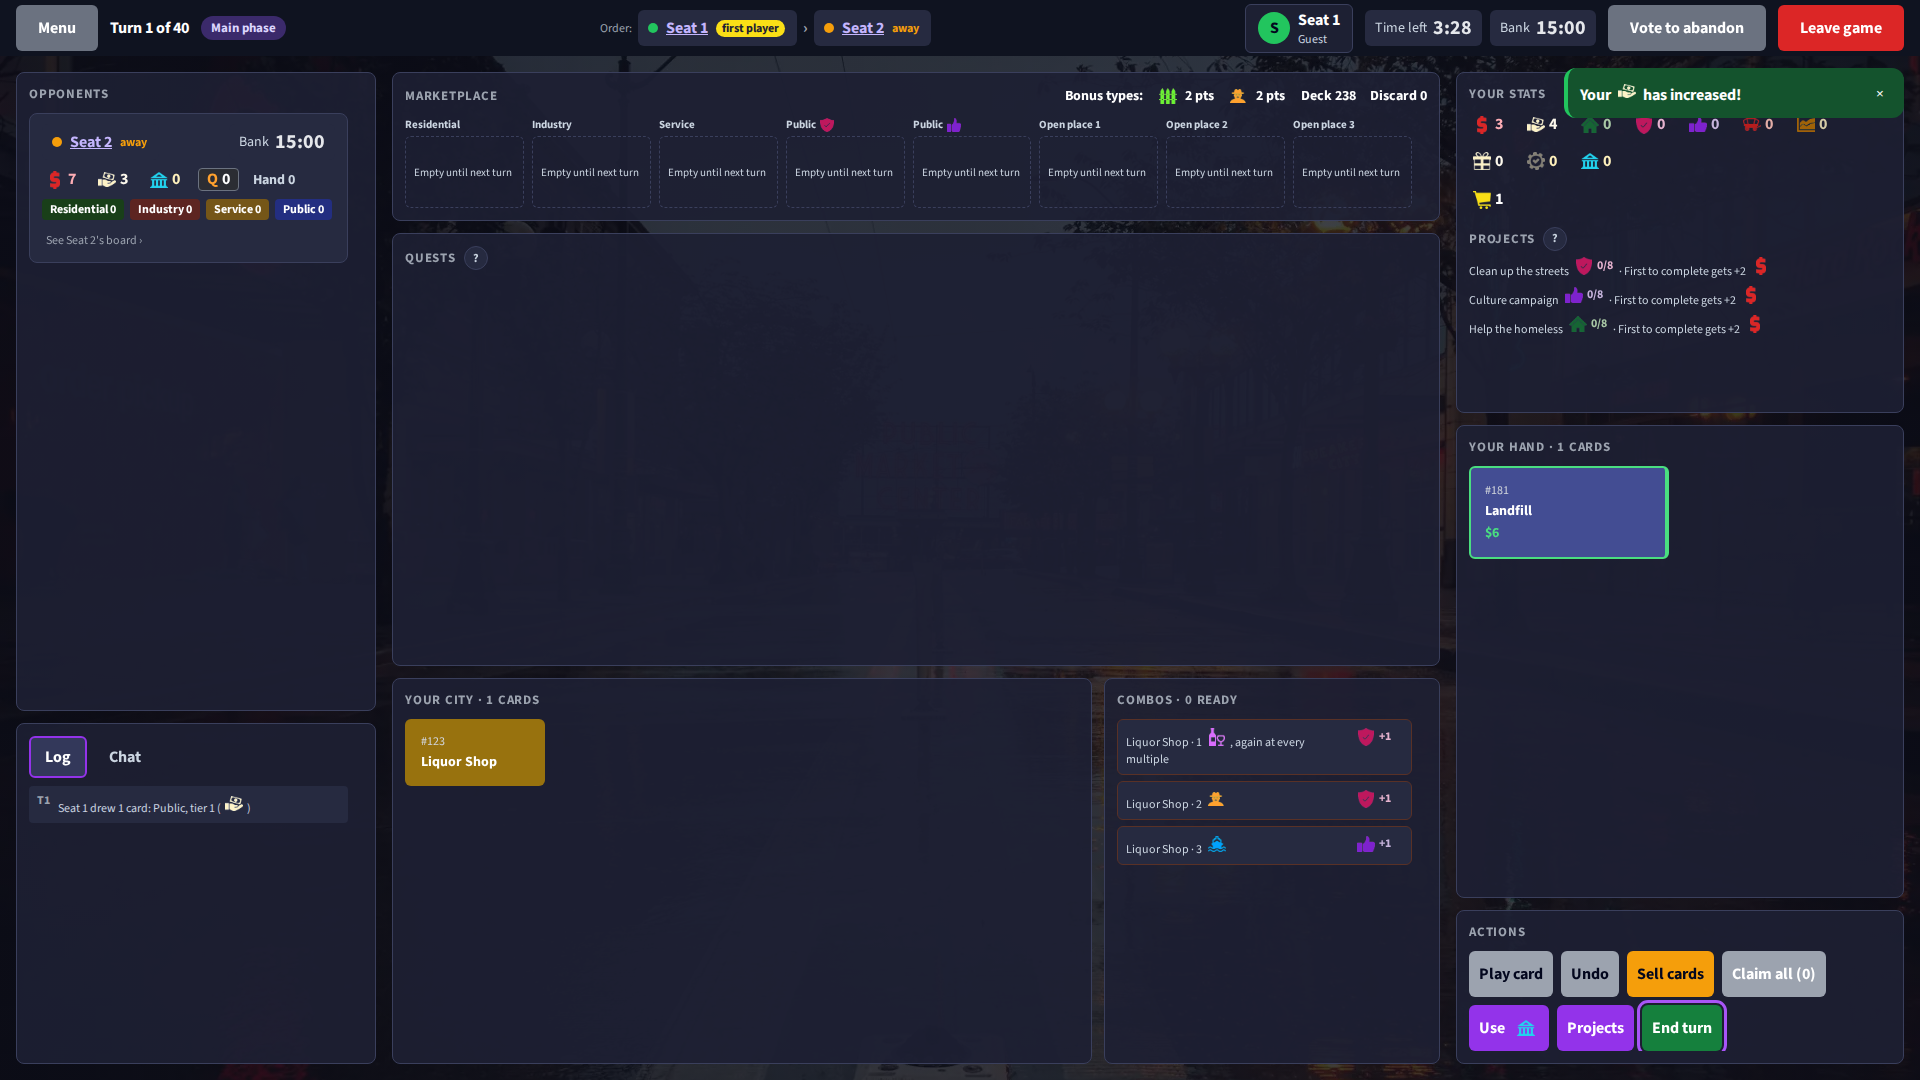 Menu
Turn 1 of 40
Main phase
Order:
Seat 1 first player › Seat 2 away
S
Seat 1
Guest
Time left 3:28
Bank 15:00
Vote to abandon
Leave game
OPPONENTS
Seat 2 away
Bank 15:00
7 3 0 Q 0 Hand 0
Residential 0 Industry 0 Service 0 Public 0
See Seat 2's board ›
Log
Chat
T1 Seat 1 drew 1 card: Public, tier 1 ( )
MARKETPLACE
Bonus types: 2 pts 2 pts Deck 238 Discard 0
Residential Industry Service Public Public Open place 1 Open place 2 Open place 3
Empty until next turn Empty until next turn Empty until next turn Empty until next turn Empty until next turn Empty until next turn Empty until next turn Empty until next turn
QUESTS ?
YOUR CITY · 1 CARDS
#123
Liquor Shop
COMBOS · 0 READY
Liquor Shop · 1 , again at every
multiple
+1
Liquor Shop · 2 +1
Liquor Shop · 3 +1
YOUR STATS
Your has increased! ×
3 4 0 0 0 0 0
0 0 0
1
PROJECTS ?
Clean up the streets 0/8 · First to complete gets +2
Culture campaign 0/8 · First to complete gets +2
Help the homeless 0/8 · First to complete gets +2
YOUR HAND · 1 CARDS
#181
Landfill
$6
ACTIONS
Play card Undo Sell cards Claim all (0)
Use Projects End turn